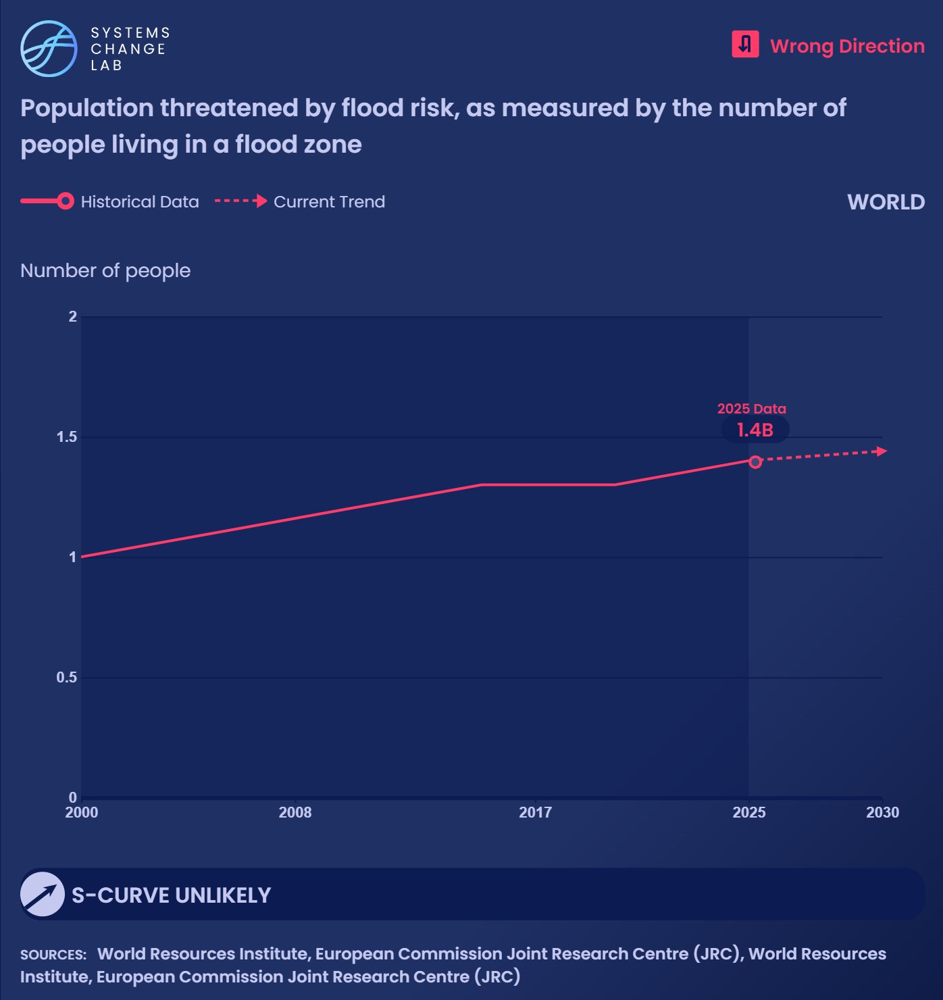 SYSTEMS
CHANGE
LAB
Wrong Direction
Population threatened by flood risk, as measured by the number of
people living in a flood zone
Historical Data
Current Trend
WORLD
Number of people
2
2025 Data
1.4B
1.5
1
0.5
0
2000
2008
2017
2025
2030
S-CURVE UNLIKELY
SOURCES: World Resources Institute, European Commission Joint Research Centre (JRC), World Resources
Institute, European Commission Joint Research Centre (JRC)